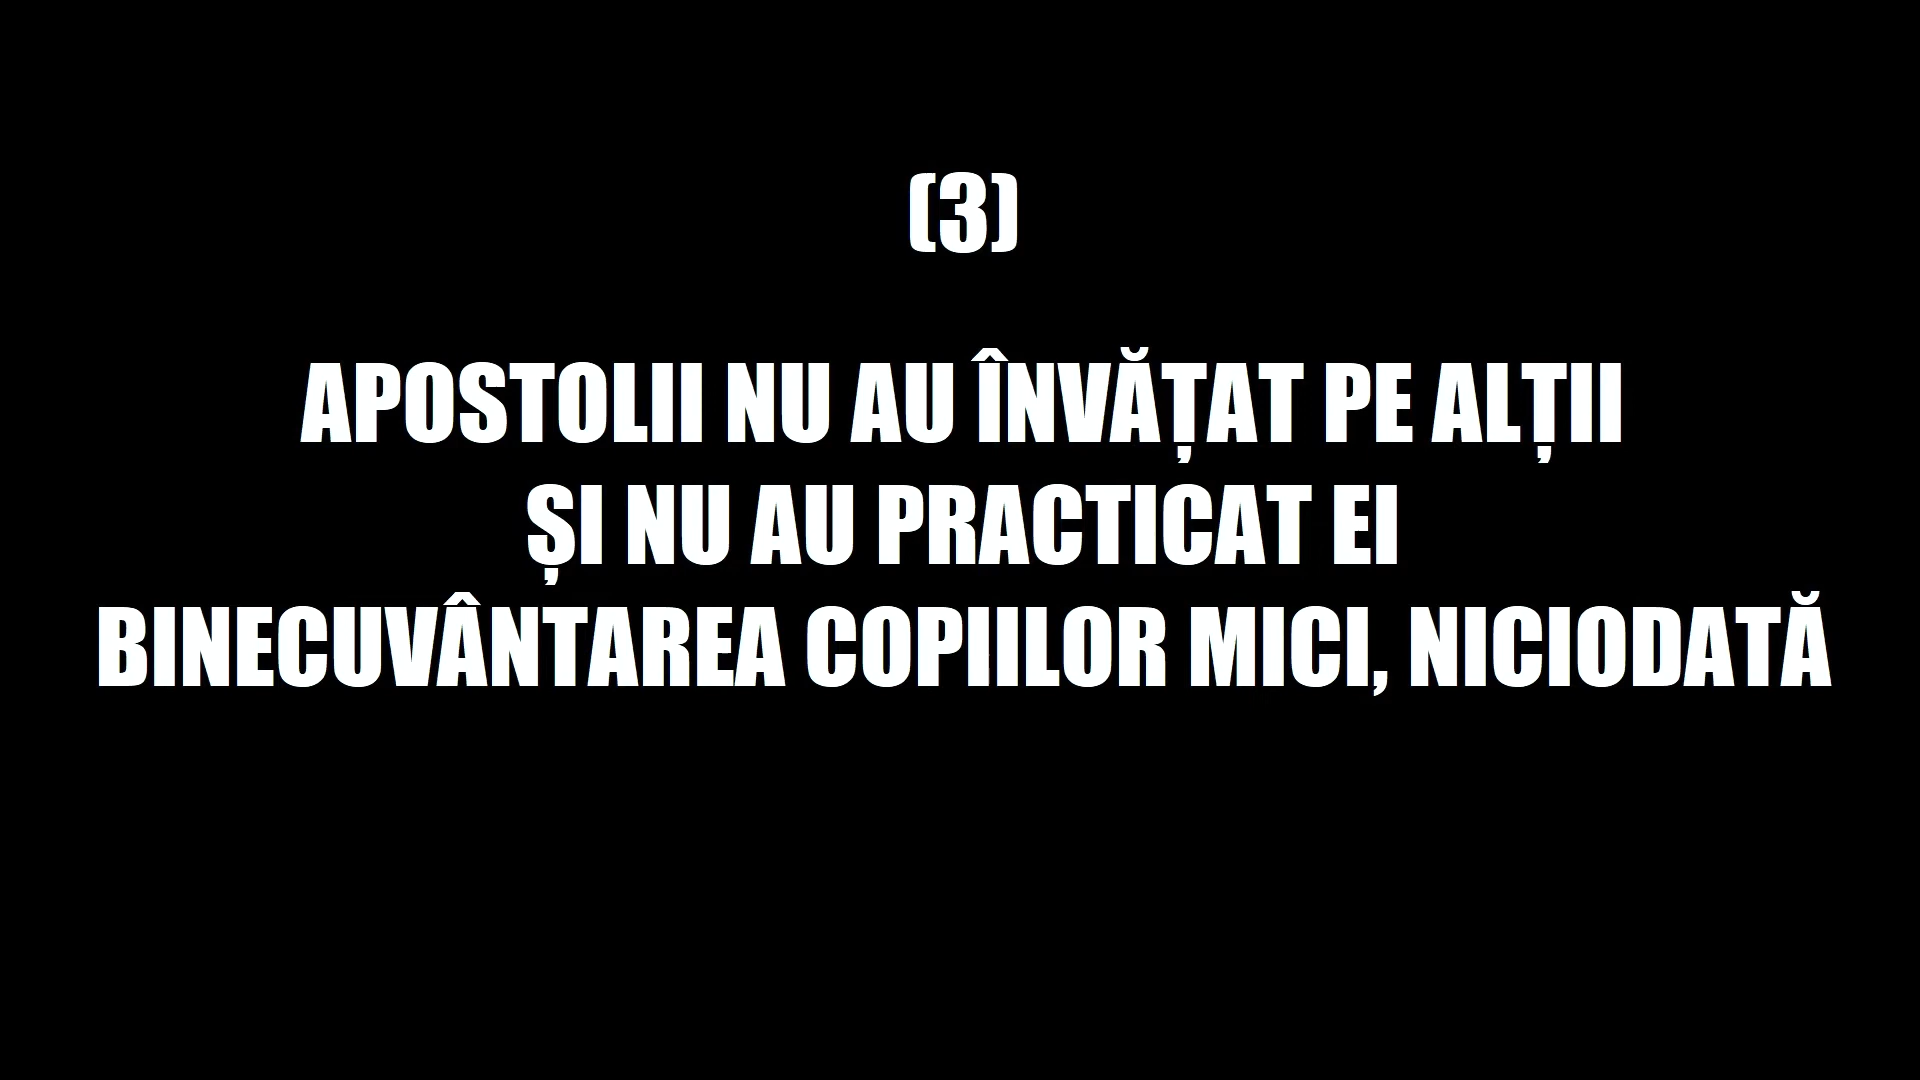 (3)
APOSTOLII NU AU ÎNVĂȚAT PE ALȚII
ȘI NU AU PRACTICAT EI
BINECUVÂNTAREA COPIILOR MICI, NICIODATĂ